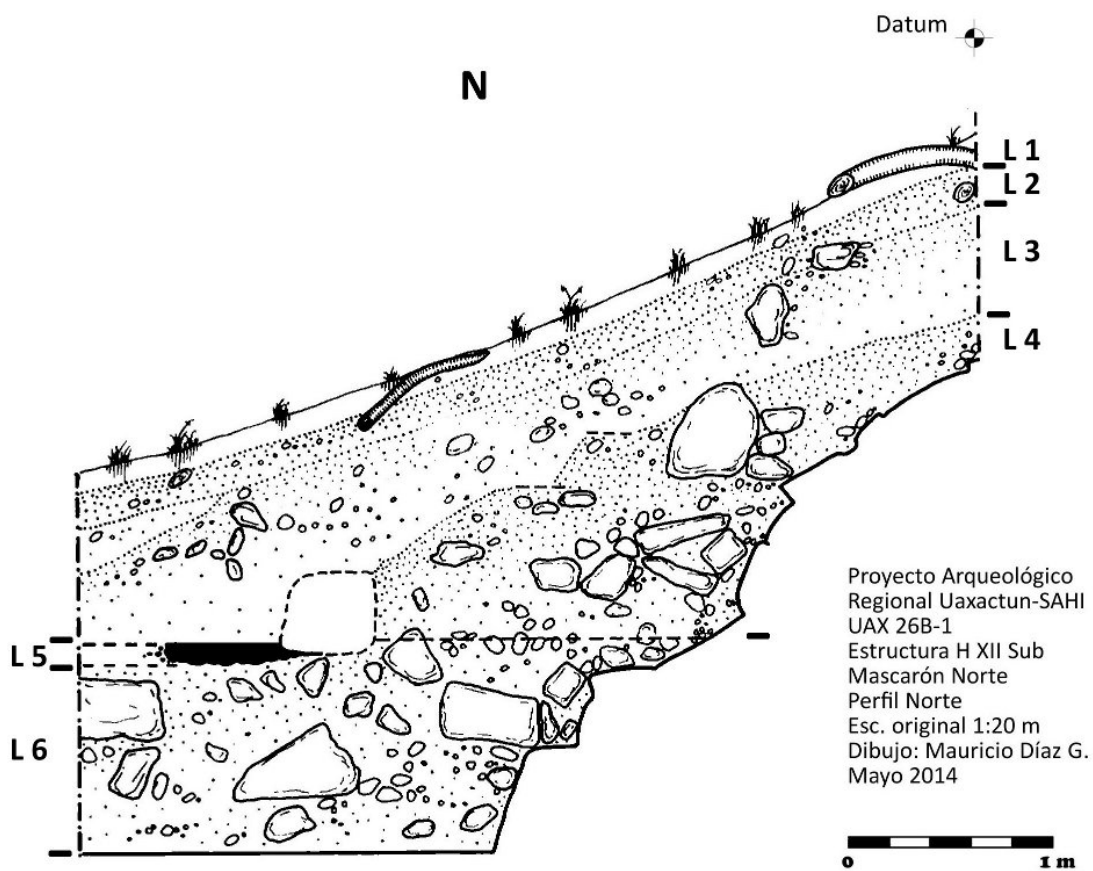 Datum
N
L 1
L 2
L 3
L 4
L 5
L 6
Proyecto Arqueológico
Regional Uaxactun-SAHI
UAX 26B-1
Estructura H XII Sub
Mascarón Norte
Perfil Norte
Esc. original 1:20 m
Dibujo: Mauricio Díaz G.
Mayo 2014
0 1 m